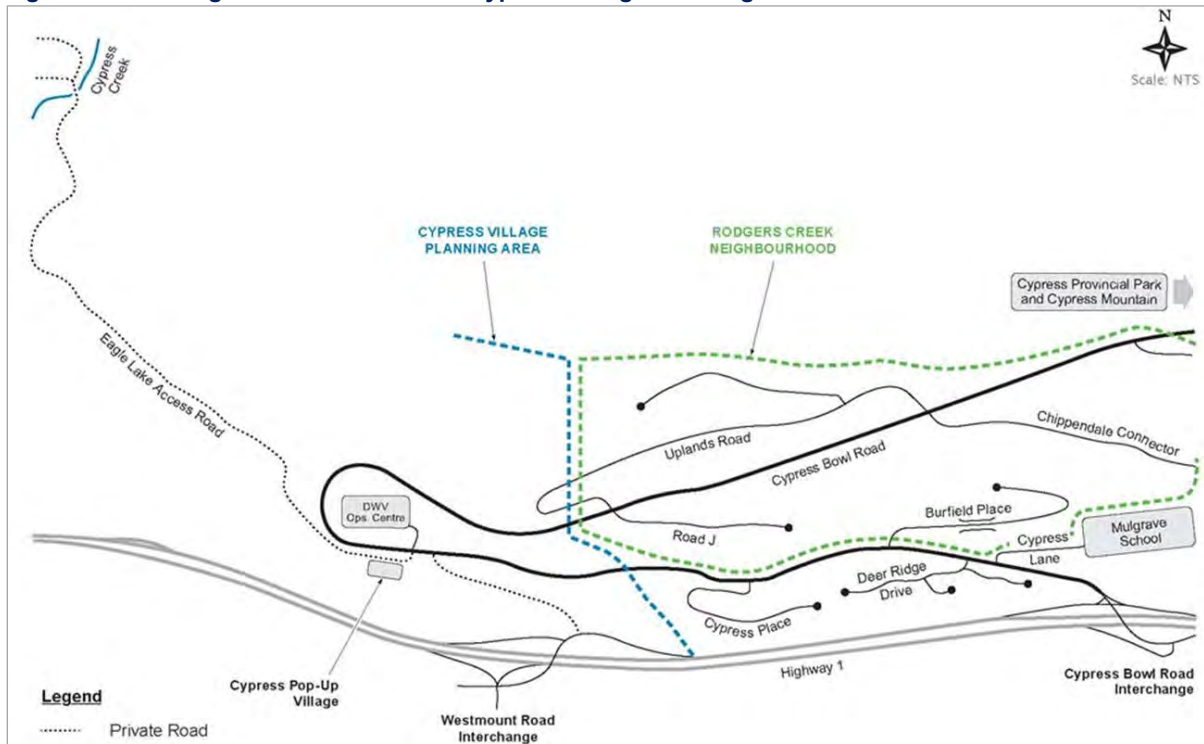 N
Scale: NTS
Cypress
Creek
CYPRESS VILLAGE
PLANNING AREA
RODGERS CREEK
NEIGHBOURHOOD
Cypress Provincial Park
and Cypress Mountain
Eagle Lake Access Road
Uplands Road
Cypress Bowl Road
Chippendale Connector
DWV
Ops. Centre
Road J
Burfield Place
Cypress
Lane
Mulgrave
School
Deer Ridge
Drive
Cypress Place
Highway 1
Cypress Pop-Up
Village
Westmount Road
Interchange
Cypress Bowl Road
Interchange
Legend
Private Road